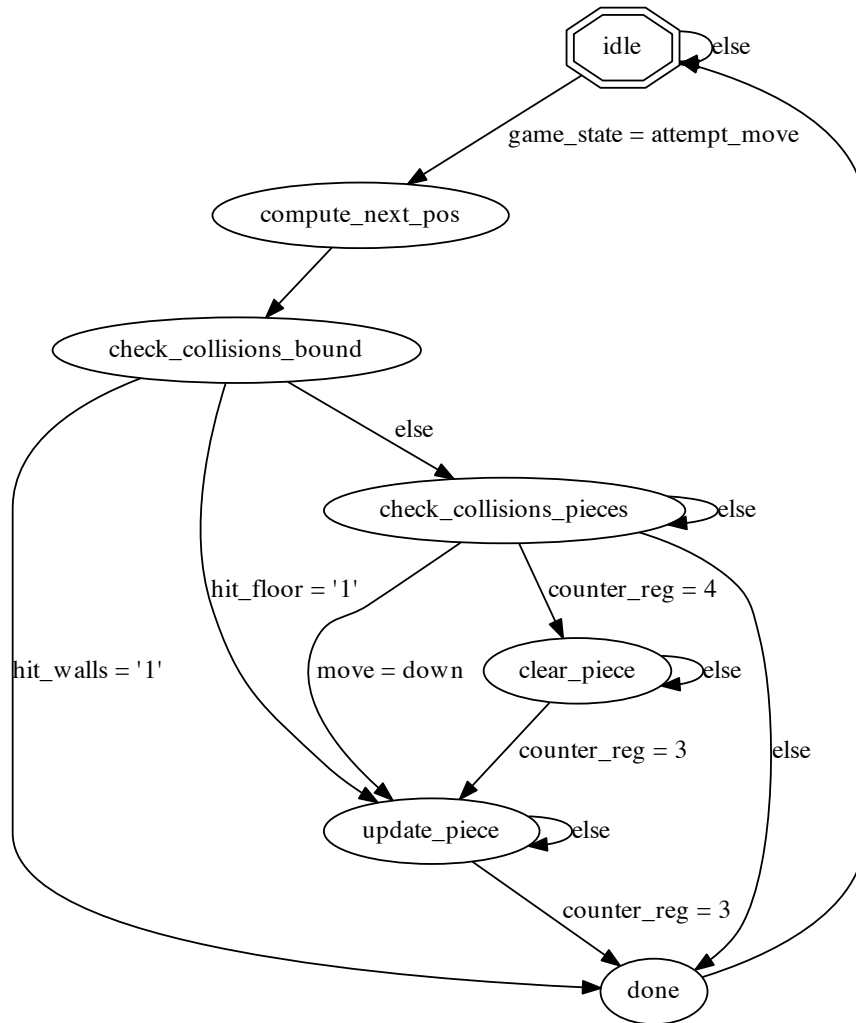 idle
else
game_state = attempt_move
compute_next_pos
check_collisions_bound
else
check_collisions_pieces
else
hit_floor = '1'
counter_reg = 4
hit_walls = '1'
move = down
clear_piece
else
counter_reg = 3
else
update_piece
else
counter_reg = 3
done